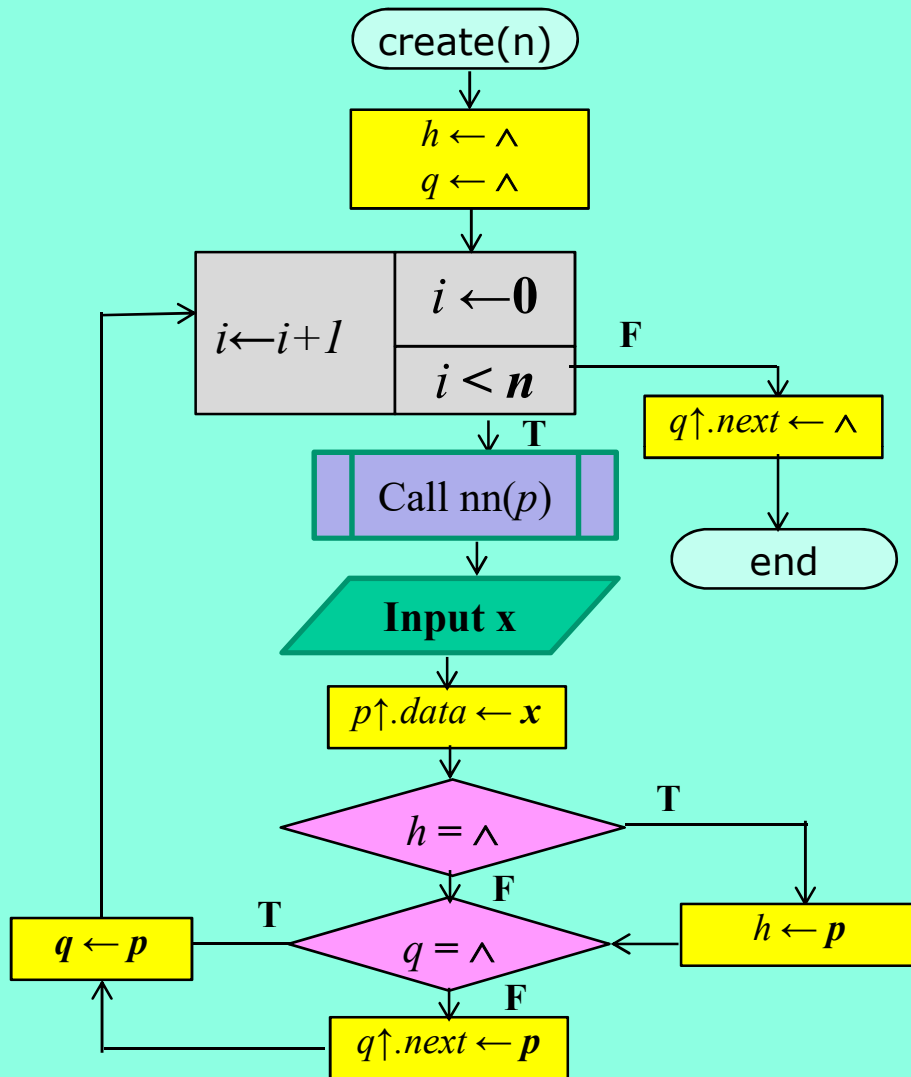 create(n)
h ← ∧
q ← ∧
i ←0
i←i+1
F
i < n
q↑.next ← ∧
T
Call nn(p)
end
Input x
p↑.data ← x
T
h = ∧
F
T
q ← p
q = ∧
h ← p
F
q↑.next ← p